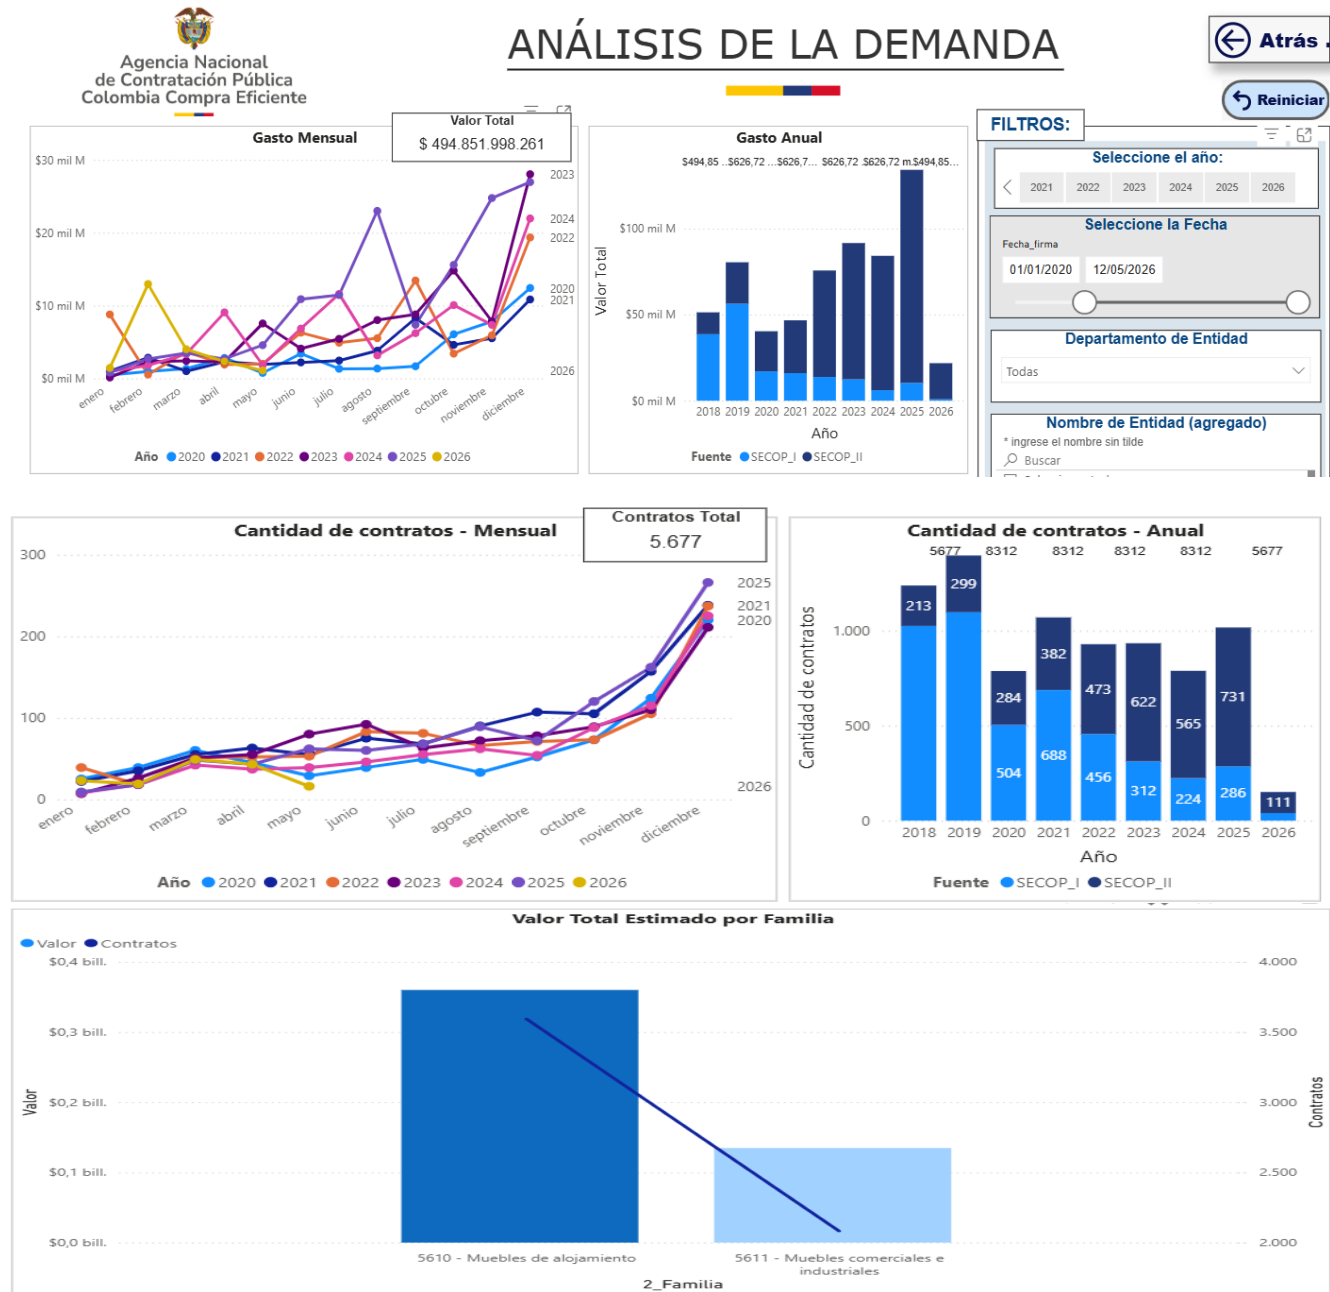 Agencia Nacional
de Contratación Pública
Colombia Compra Eficiente
ANÁLISIS DE LA DEMANDA
Atrás .
Reiniciar
Gasto Mensual
Valor Total
$ 494.851.998.261
$30 mil M
$20 mil M
$10 mil M
$0 mil M
2023
2024
2022
2020
2021
2026
enero
febrero
marzo
abril
mayo
junio
julio
agosto
septiembre
octubre
noviembre
diciembre
Año 2020 2021 2022 2023 2024 2025 2026
Gasto Anual
$494,85 ... $626,72 ... $626,7... $626,72 ... $626,72 m. $494,85...
Valor Total
$100 mil M
$50 mil M
$0 mil M
2018 2019 2020 2021 2022 2023 2024 2025 2026
Año
Fuente SECOP_I SECOP_II
FILTROS:
Seleccione el año:
2021 2022 2023 2024 2025 2026
Seleccione la Fecha
Fecha_firma
01/01/2020 12/05/2026
Departamento de Entidad
Todas
Nombre de Entidad (agregado)
* ingrese el nombre sin tilde
Buscar
Cantidad de contratos - Mensual
Contratos Total
5.677
300
200
100
0
2025
2021
2020
2026
enero
febrero
marzo
abril
mayo
junio
julio
agosto
septiembre
octubre
noviembre
diciembre
Año 2020 2021 2022 2023 2024 2025 2026
Cantidad de contratos - Anual
5677 8312 8312 8312 8312 5677
Cantidad de contratos
1.000
500
0
213 299 284 382 473 622 565 731 111
504 688 456 312 224 286
2018 2019 2020 2021 2022 2023 2024 2025 2026
Año
Fuente SECOP_I SECOP_II
Valor Total Estimado por Familia
Valor Contratos
$0,4 bill.
$0,3 bill.
$0,2 bill.
$0,1 bill.
$0,0 bill.
Valor
4.000
3.500
3.000
2.500
2.000
Contratos
5610 - Muebles de alojamiento
5611 - Muebles comerciales e
industriales
2_Familia